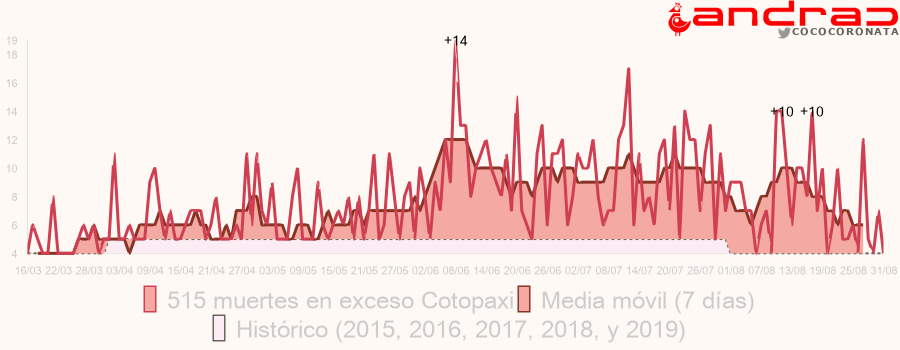 andrab
COCOCORONATA
+14
+10
+10
19
18
16
14
12
10
8
6
4
16/03 22/03 28/03 03/04 09/04 15/04 21/04 27/04 03/05 09/05 15/05 21/05 27/05 02/06 08/06 14/06 20/06 26/06 02/07 08/07 14/07 20/07 26/07 01/08 07/08 13/08 19/08 25/08 31/08
515 muertes en exceso Cotopaxi Media móvil (7 días)
Histórico (2015, 2016, 2017, 2018, y 2019)